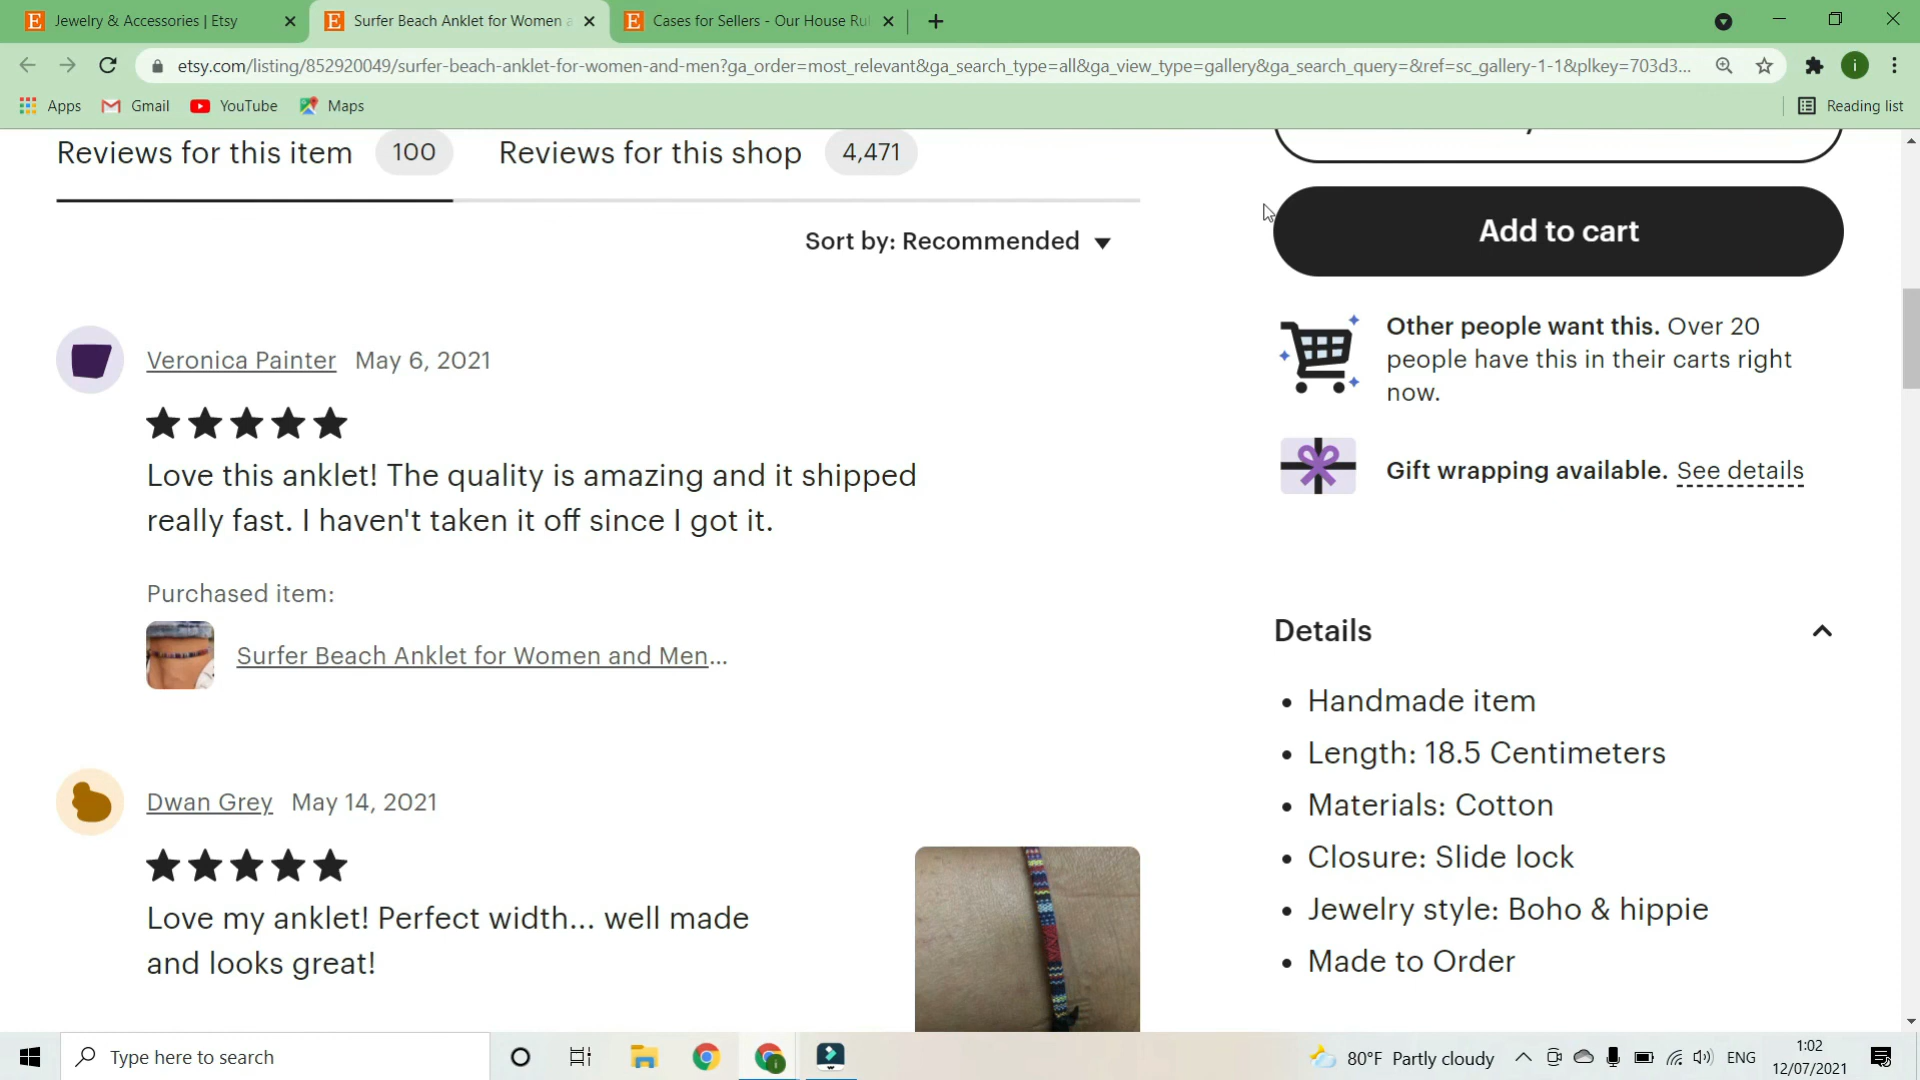 Jewelry & Accessories | Etsy
Surfer Beach Anklet for Women a
Cases for Sellers - Our House Rul
etsy.com/listing/852920049/surfer-beach-anklet-for-women-and-men?ga_order=most_relevant&ga_search_type=all&ga_view_type=gallery&ga_search_query=&ref=sc_gallery-1-1&plkey=703d3...
Apps
Gmail
YouTube
Maps
Reading list
Reviews for this item 100
Reviews for this shop 4,471
Sort by: Recommended
Veronica Painter May 6, 2021
Love this anklet! The quality is amazing and it shipped
really fast. I haven't taken it off since I got it.
Purchased item:
Surfer Beach Anklet for Women and Men...
Dwan Grey May 14, 2021
Love my anklet! Perfect width... well made
and looks great!
Add to cart
Other people want this. Over 20
people have this in their carts right
now.
Gift wrapping available. See details
Details
• Handmade item
• Length: 18.5 Centimeters
• Materials: Cotton
• Closure: Slide lock
• Jewelry style: Boho & hippie
• Made to Order
Type here to search
80°F Partly cloudy
ENG
1:02
12/07/2021